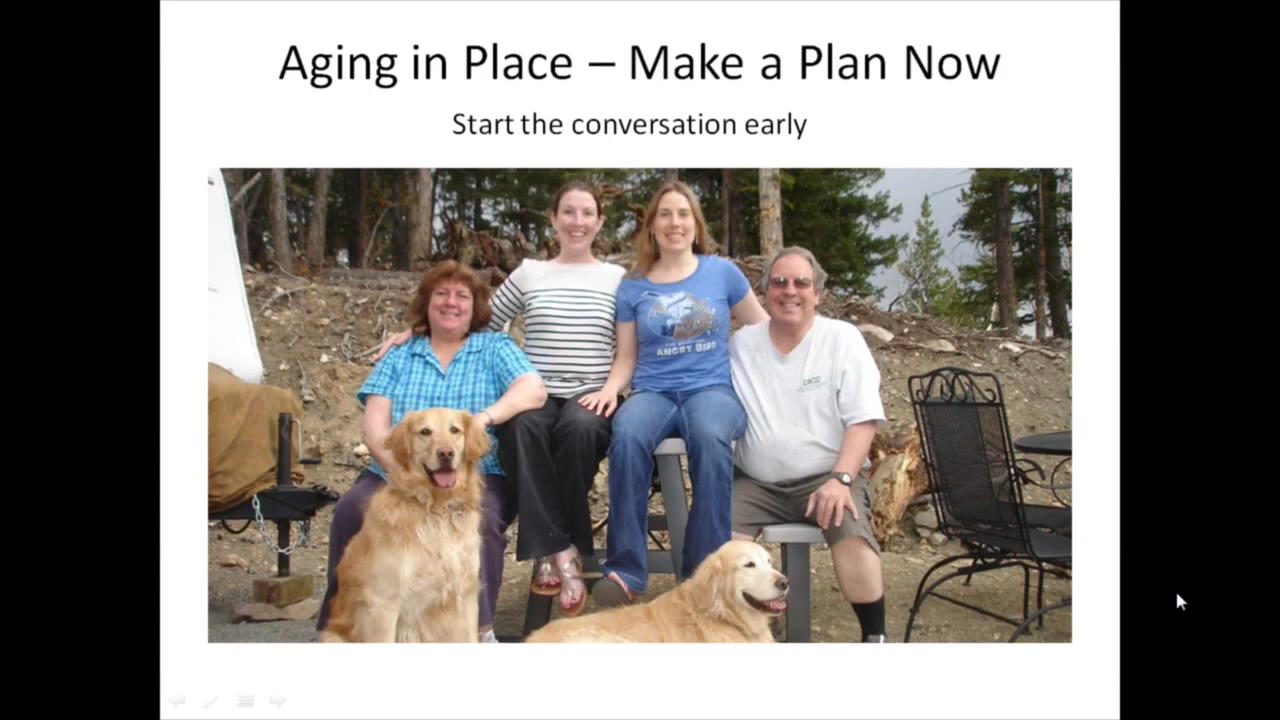 Aging in Place – Make a Plan Now
Start the conversation early
ANGRY BIRD